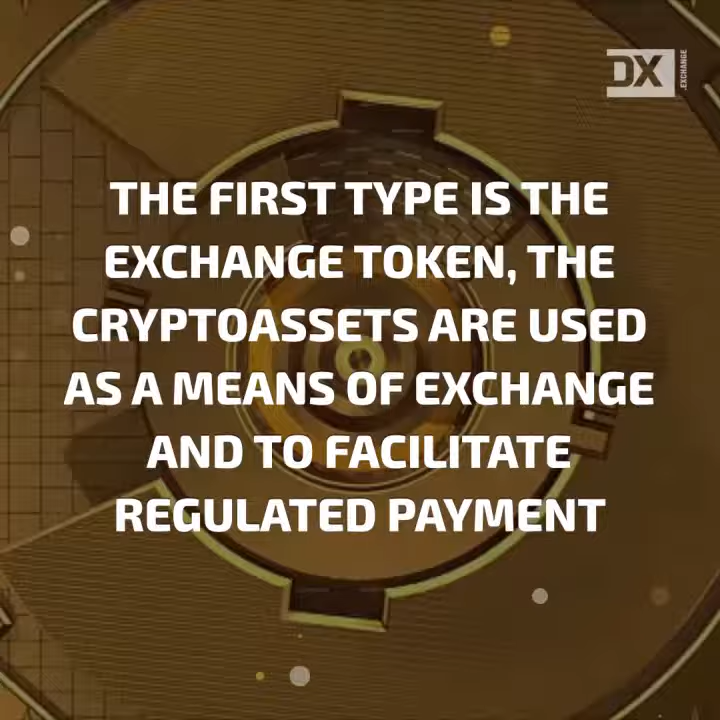 DX
.EXCHANGE
THE FIRST TYPE IS THE
EXCHANGE TOKEN, THE
CRYPTOASSETS ARE USED
AS A MEANS OF EXCHANGE
AND TO FACILITATE
REGULATED PAYMENT